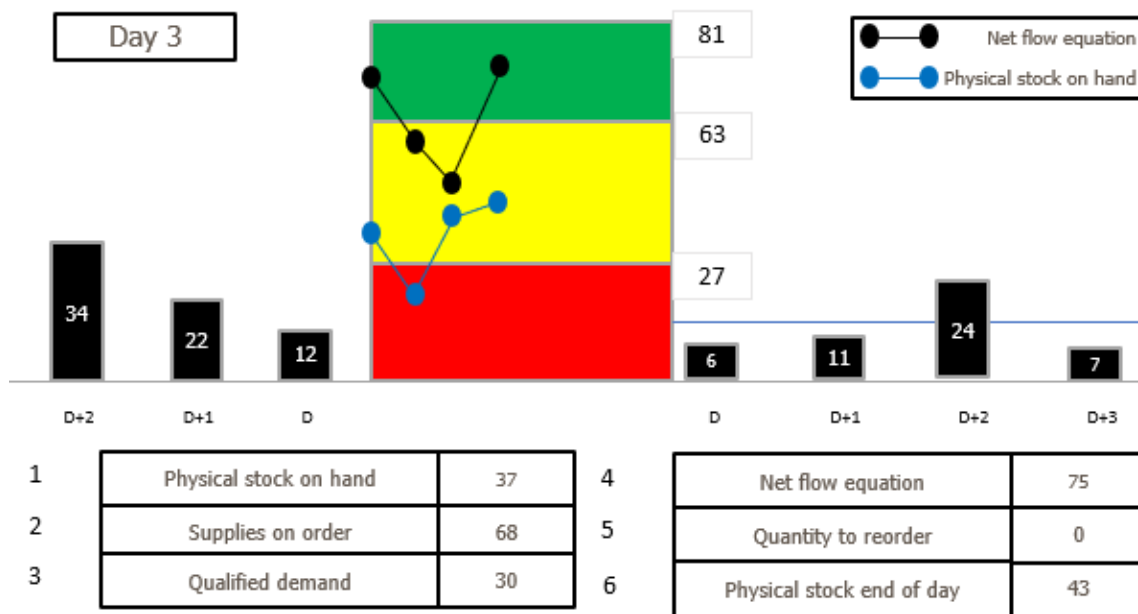 Day 3
81
Net flow equation
Physical stock on hand
63
27
34
22
12
6
11
24
7
D+2 D+1 D D D+1 D+2 D+3
1 Physical stock on hand 37 4 Net flow equation 75
2 Supplies on order 68 5 Quantity to reorder 0
3 Qualified demand 30 6 Physical stock end of day 43